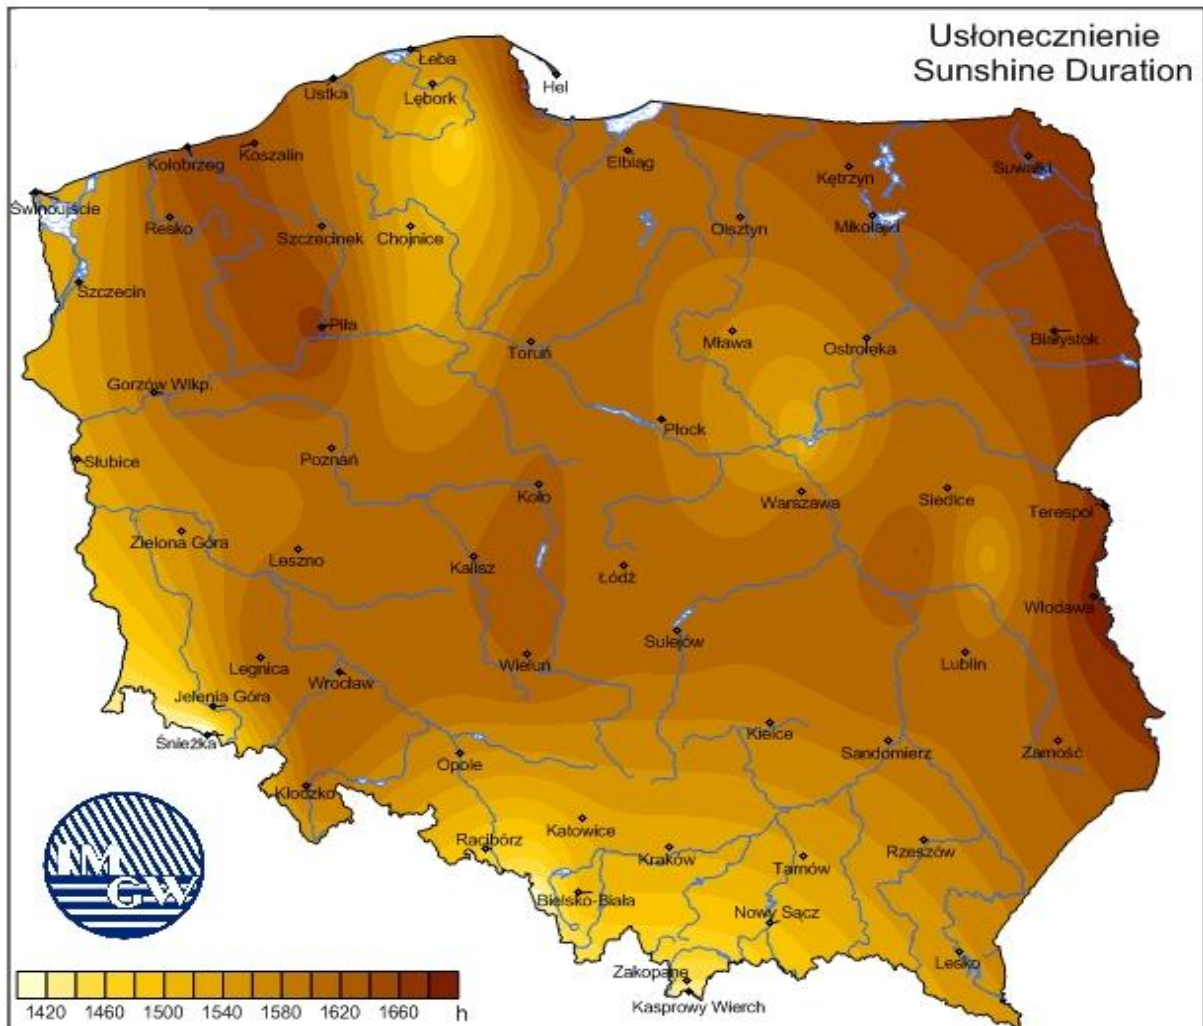 Usłonecznienie
Sunshine Duration
Łeba
Ustka
Lębork
Hel
Kołobrzeg
Koszalin
Elbląg
Kętrzyn
Suwałki
Świnoujście
Resko
Szczecinek
Chojnice
Olsztyn
Mikołajki
Szczecin
Piła
Toruń
Mława
Ostrołęka
Białystok
Gorzów Wlkp.
Płock
Słubice
Poznań
Koło
Warszawa
Siedlce
Terespol
Zielona Góra
Leszno
Kalisz
Łódź
Włodawa
Sulejów
Legnica
Wrocław
Wieluń
Lublin
Jelenia Góra
Śnieżka
Kielce
Sandomierz
Zamość
Opole
Kłoczko
Katowice
Racibórz
Kraków
Tarnów
Rzeszów
Bielsko-Biała
Nowy Sącz
Lesko
Zakopane
Kasprowy Wierch
IM
GW
1420 1460 1500 1540 1580 1620 1660 h